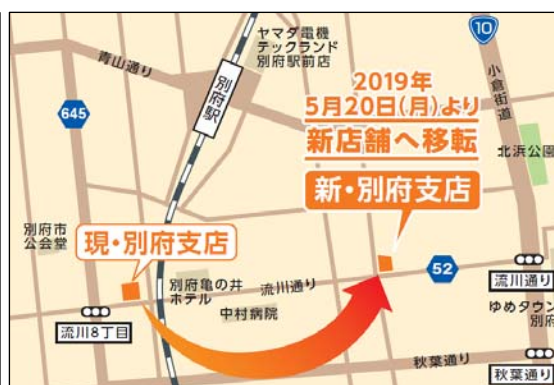 ヤマダ電機
テックランド
別府駅前店
10
青山通り
2019年
5月20日(月)より
新店舗へ移転
小倉街道
645
別府駅
北浜公園
新・別府支店
別府市
公会堂
現・別府支店
52
別府亀の井
ホテル
流川通り
流川通り
中村病院
ゆめタウン
別府
流川8丁目
秋葉通り
秋葉通り